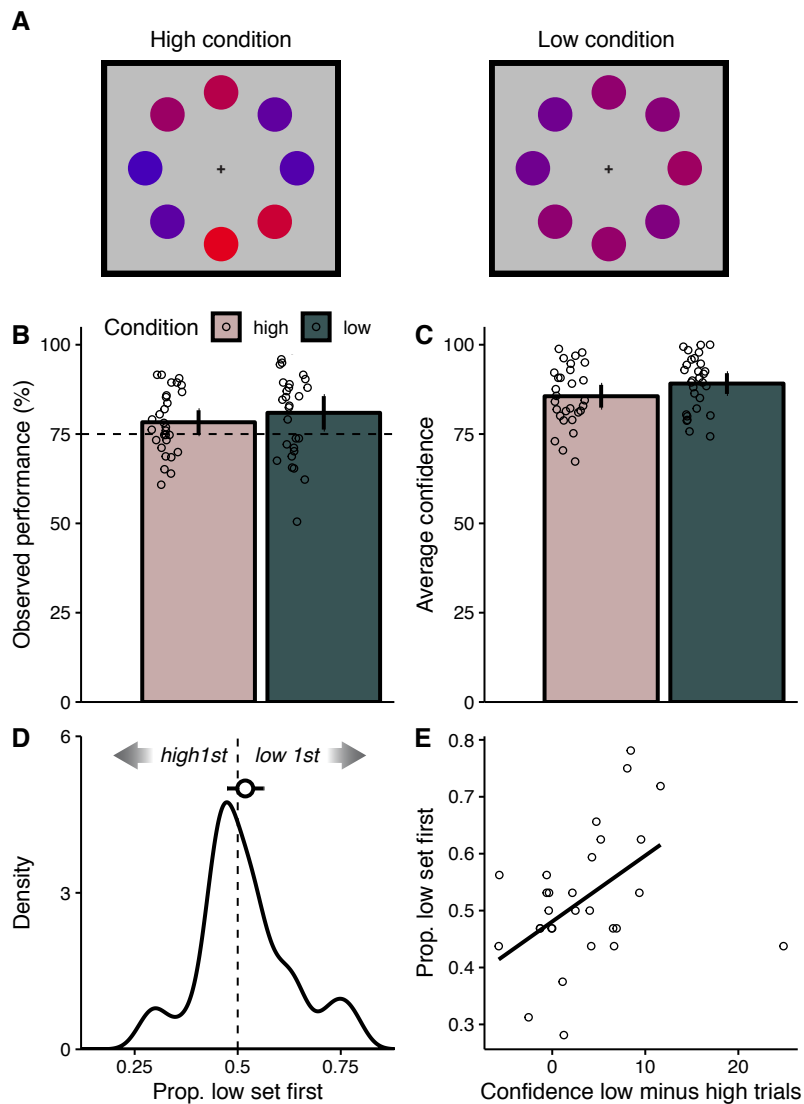 A
High condition
Low condition
B
Condition
high
low
Observed performance (%)
100
75
50
25
0
C
Average confidence
100
75
50
25
0
D
high1st
low 1st
Density
6
3
0
0.25
0.5
0.75
Prop. low set first
E
Prop. low set first
0.8
0.7
0.6
0.5
0.4
0.3
0
10
20
Confidence low minus high trials